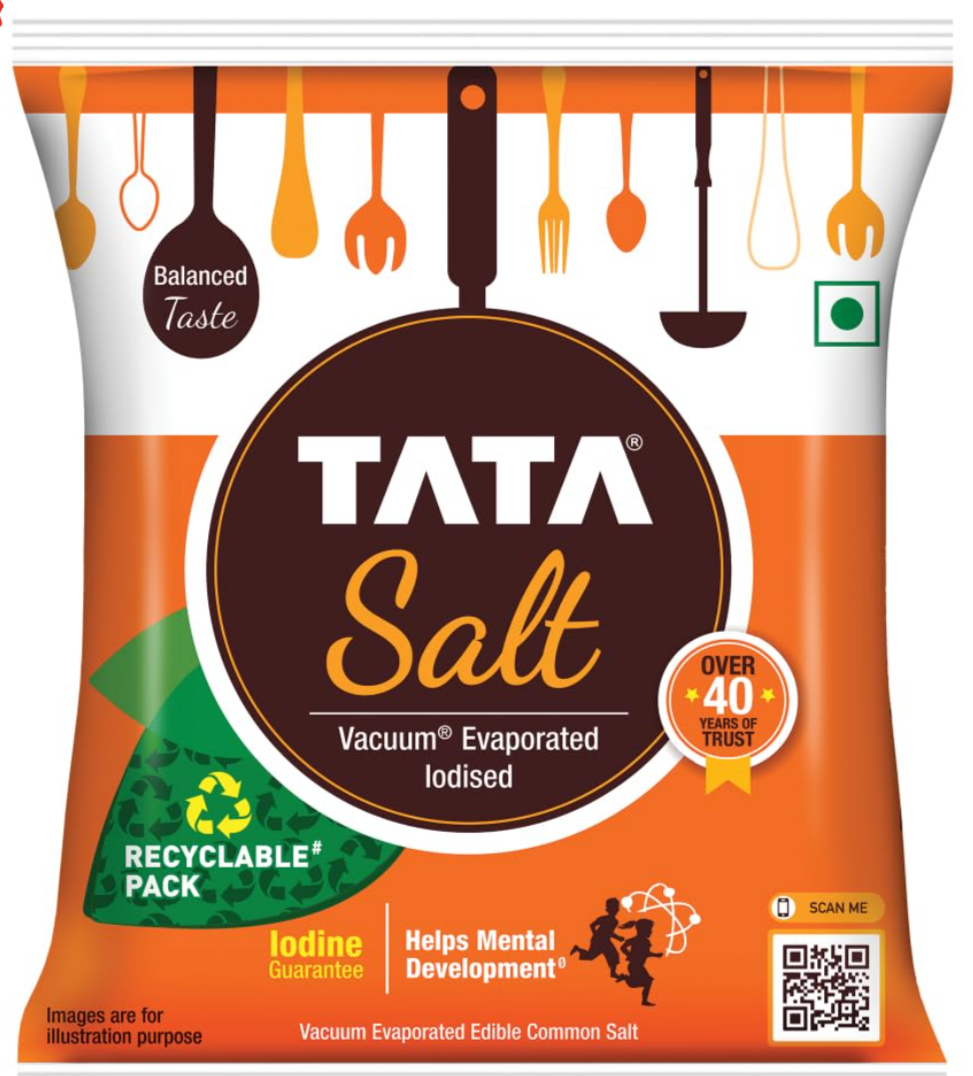 Balanced
Taste
TATA®
Salt
Vacuum® Evaporated
Iodised
OVER
40
YEARS OF
TRUST
RECYCLABLE#
PACK
Iodine
Guarantee
Helps Mental
Developmentø
SCAN ME
Images are for
illustration purpose
Vacuum Evaporated Edible Common Salt